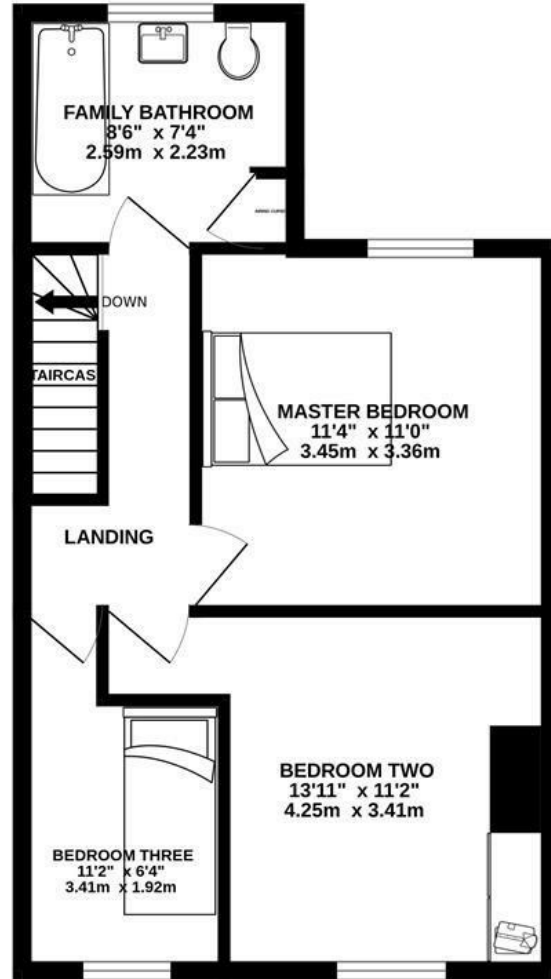 FAMILY BATHROOM
8'6" x 7'4"
2.59m x 2.23m
DOWN
TAIRCAS
MASTER BEDROOM
11'4" x 11'0"
3.45m x 3.36m
LANDING
BEDROOM TWO
13'11" x 11'2"
4.25m x 3.41m
BEDROOM THREE
11'2" x 6'4"
3.41m x 1.92m